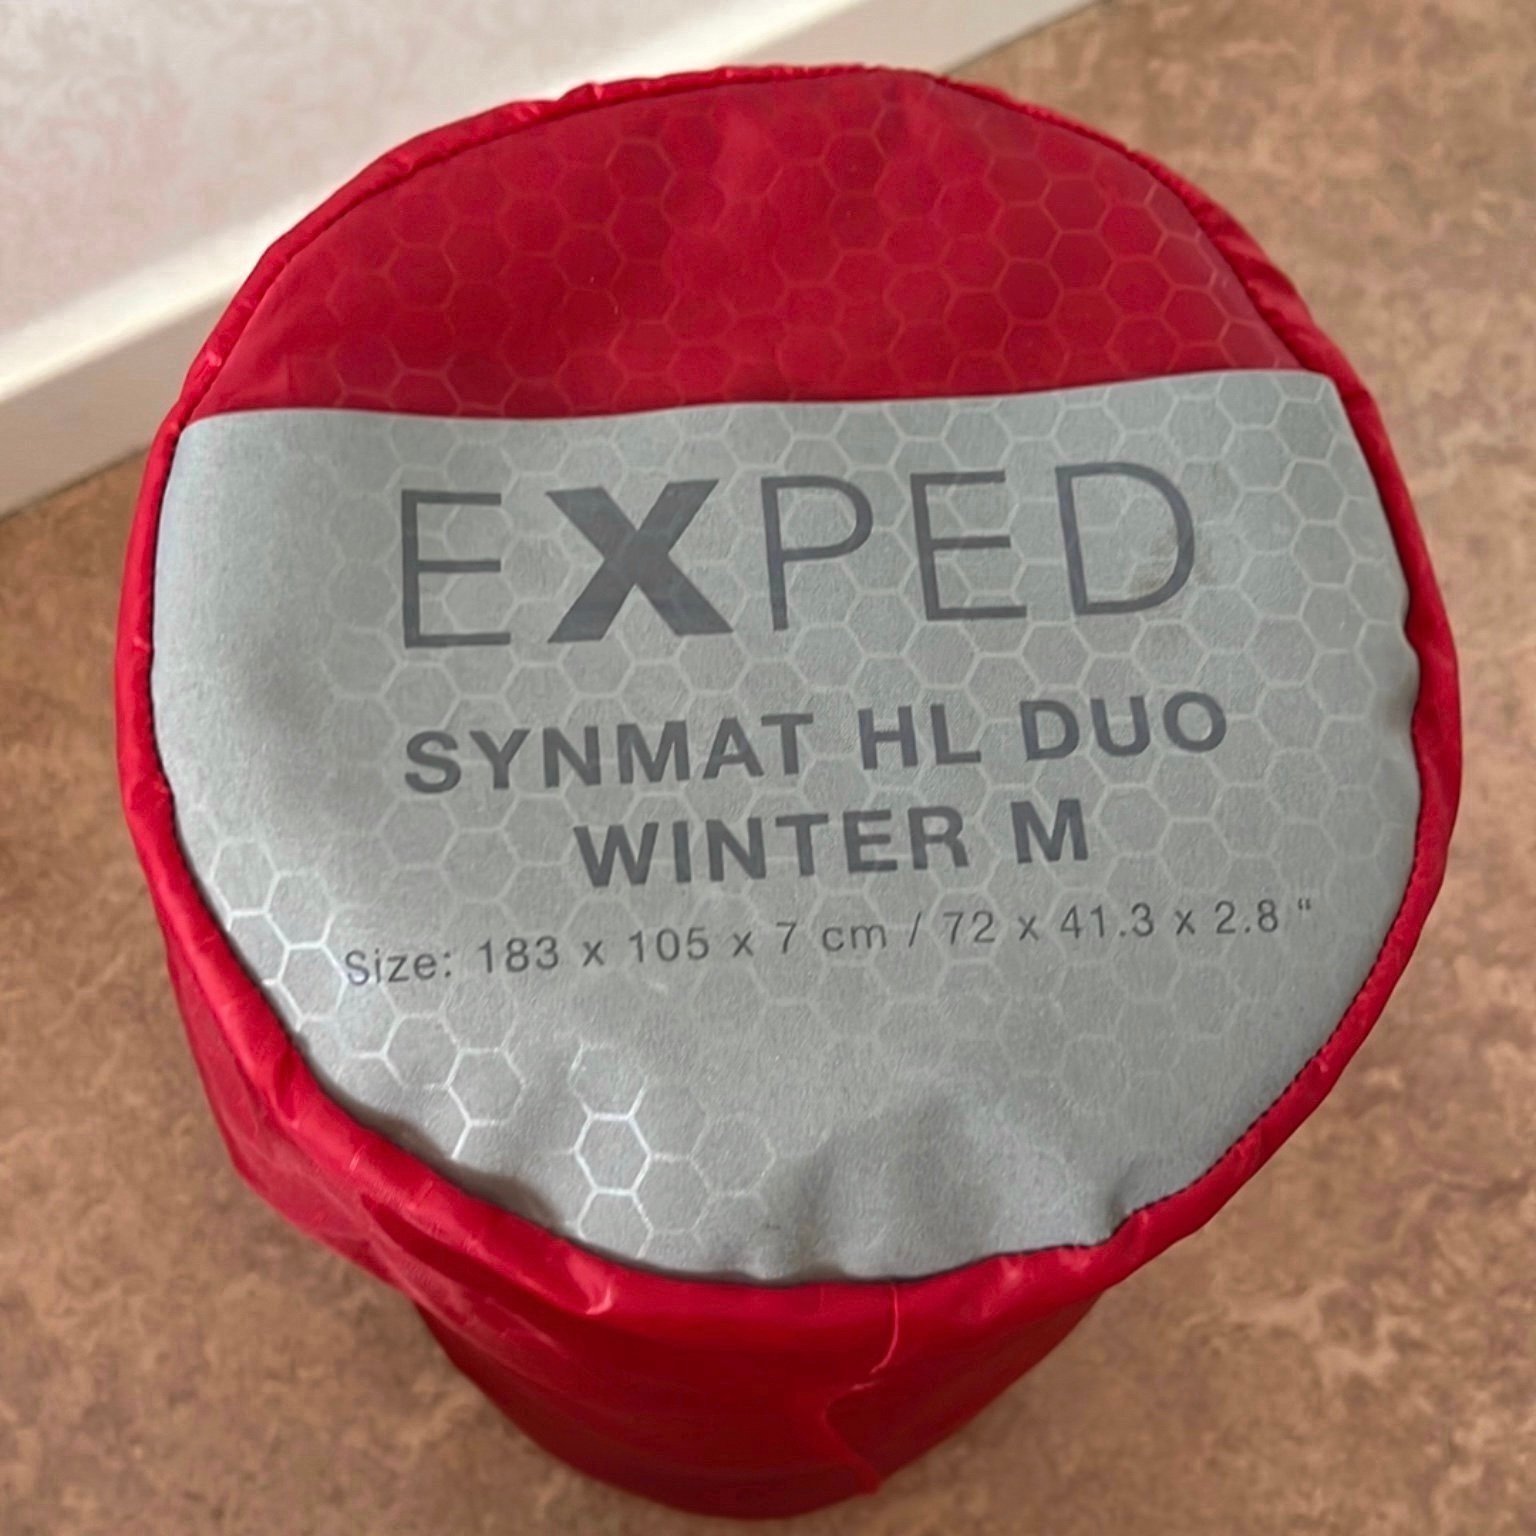 EXPED
SYNMAT HL DUO
WINTER M
Size: 183 x 105 x 7 cm / 72 x 41.3 x 2.8 “